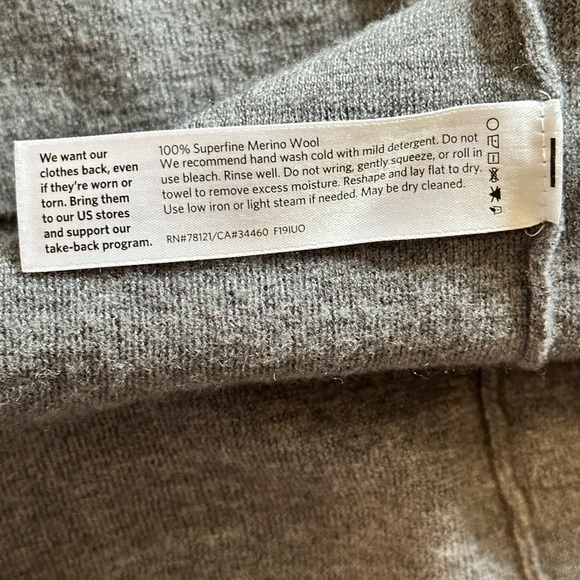 We want our
clothes back, even
if they're worn or
torn. Bring them
to our US stores
and support our
take-back program.
100% Superfine Merino Wool
We recommend hand wash cold with mild detergent. Do not
use bleach. Rinse well. Do not wring, gently squeeze, or roll in
towel to remove excess moisture. Reshape and lay flat to dry.
Use low iron or light steam if needed. May be dry cleaned.
RN#78121/CA#34460 F19IUO